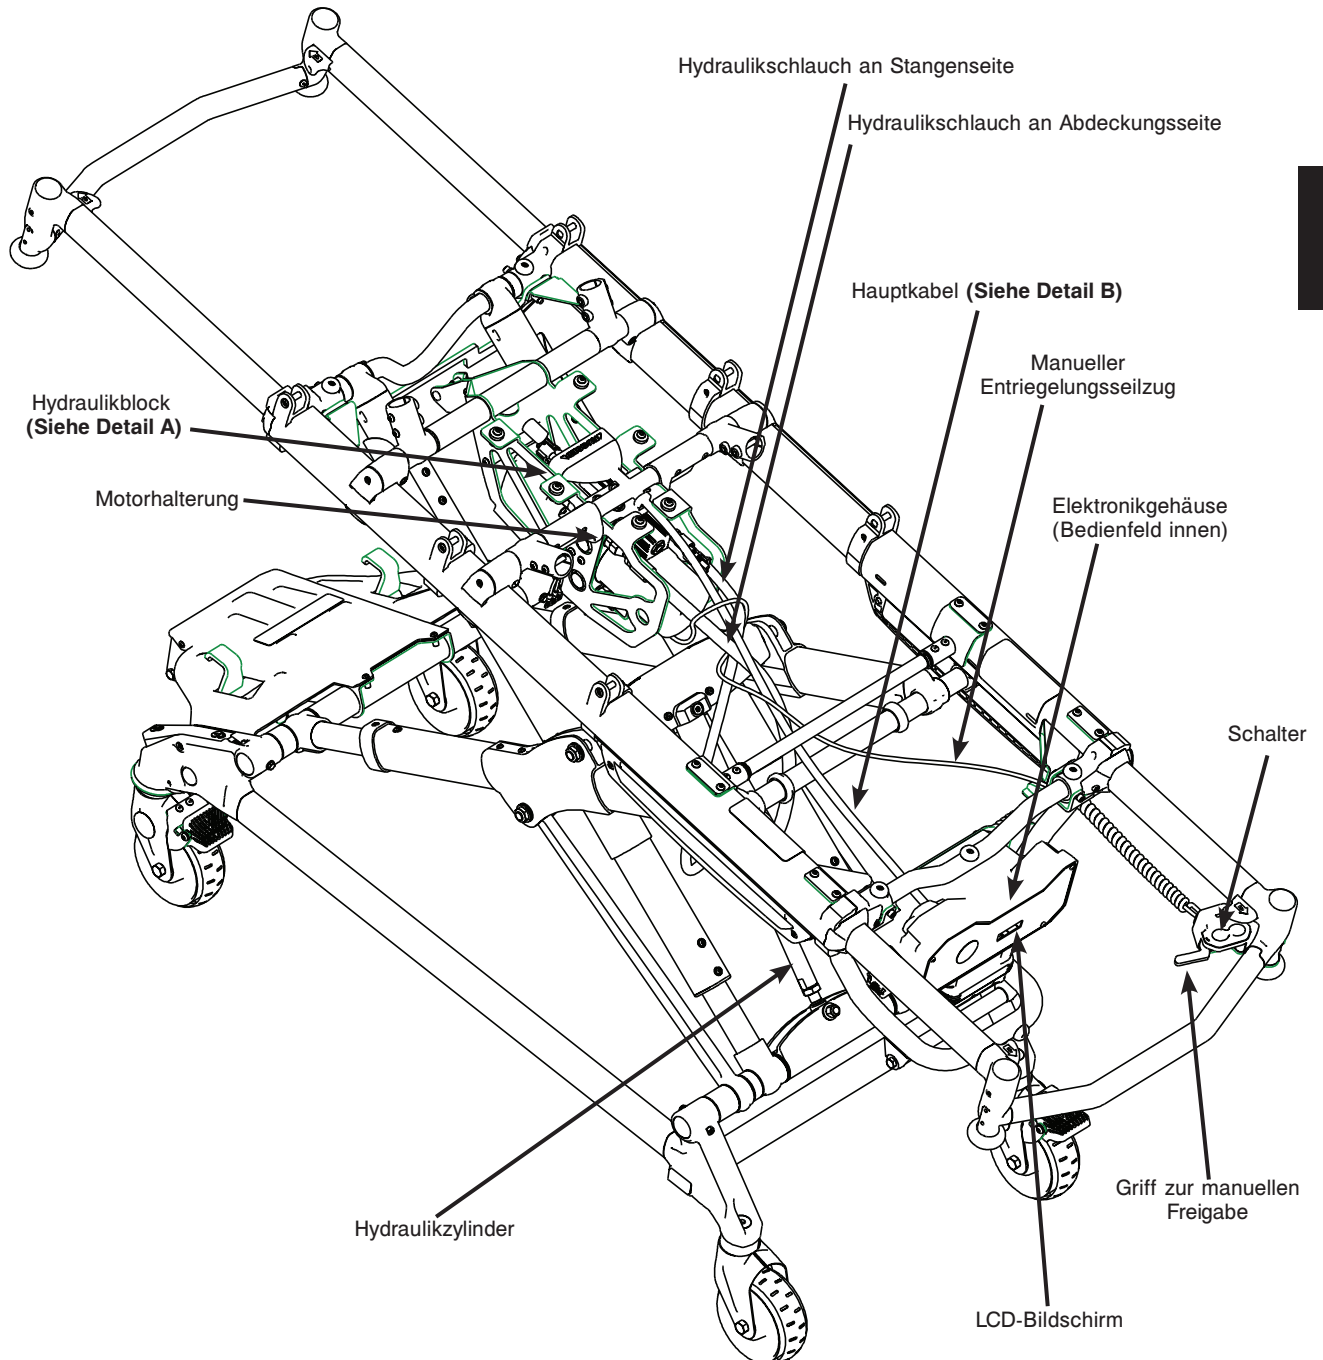 Hydraulikschlauch an Stangenseite
Hydraulikschlauch an Abdeckungsseite
Hauptkabel (Siehe Detail B)
Manueller
Entriegelungsseilzug
Hydraulikblock
(Siehe Detail A)
Motorhalterung
Elektronikgehäuse
(Bedienfeld innen)
Schalter
Griff zur manuellen
Freigabe
Hydraulikzylinder
LCD-Bildschirm